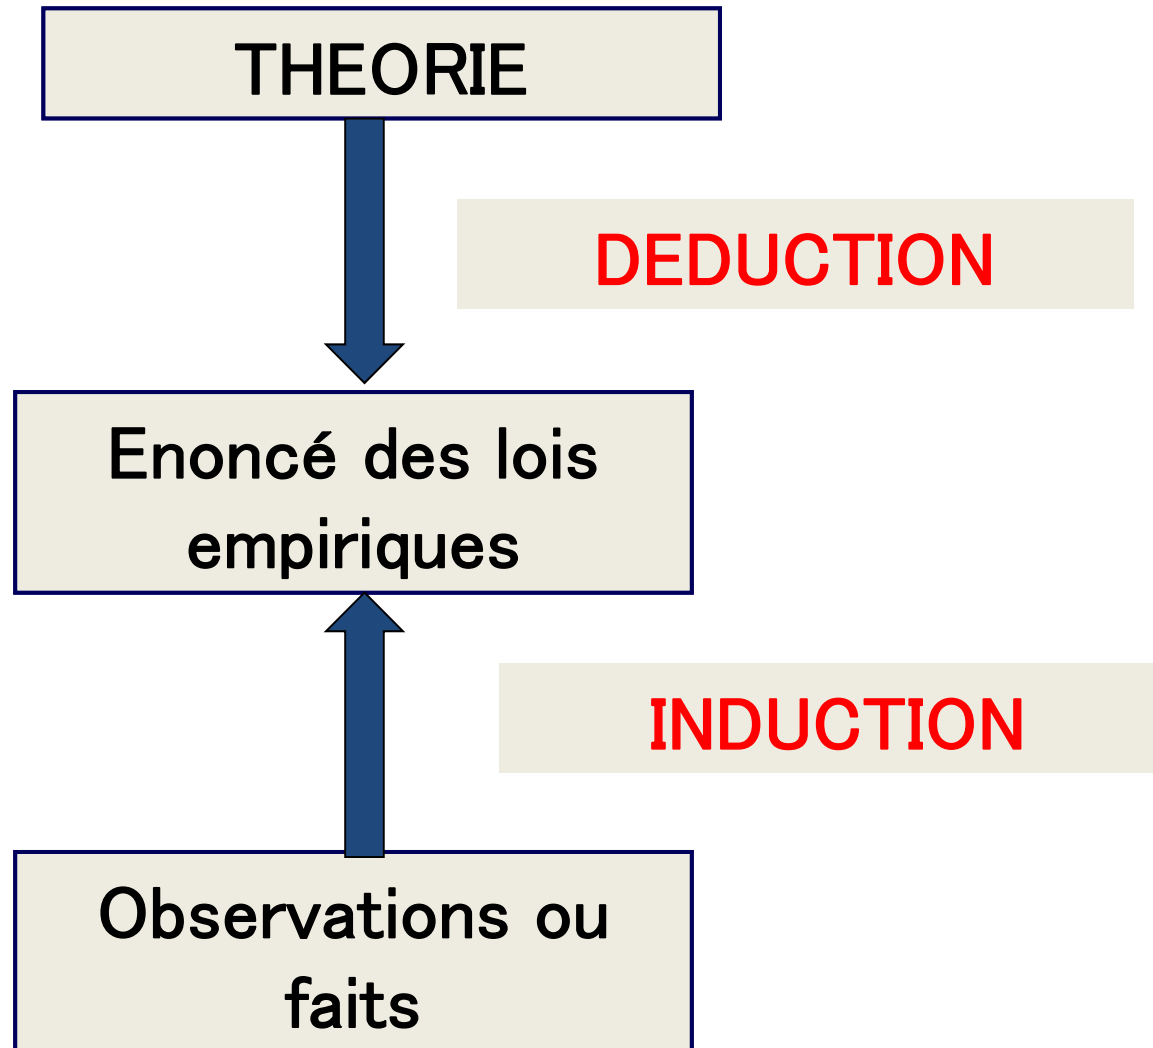 THEORIE
DEDUCTION
Enoncé des lois
empiriques
INDUCTION
Observations ou
faits